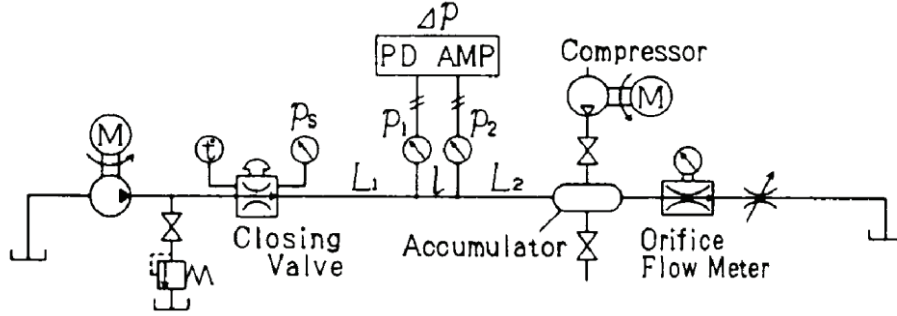 ΔP
PD AMP
Compressor
M
M
t
Ps
P1
P2
L1
l
L2
Closing
Valve
Accumulator
Orifice
Flow Meter